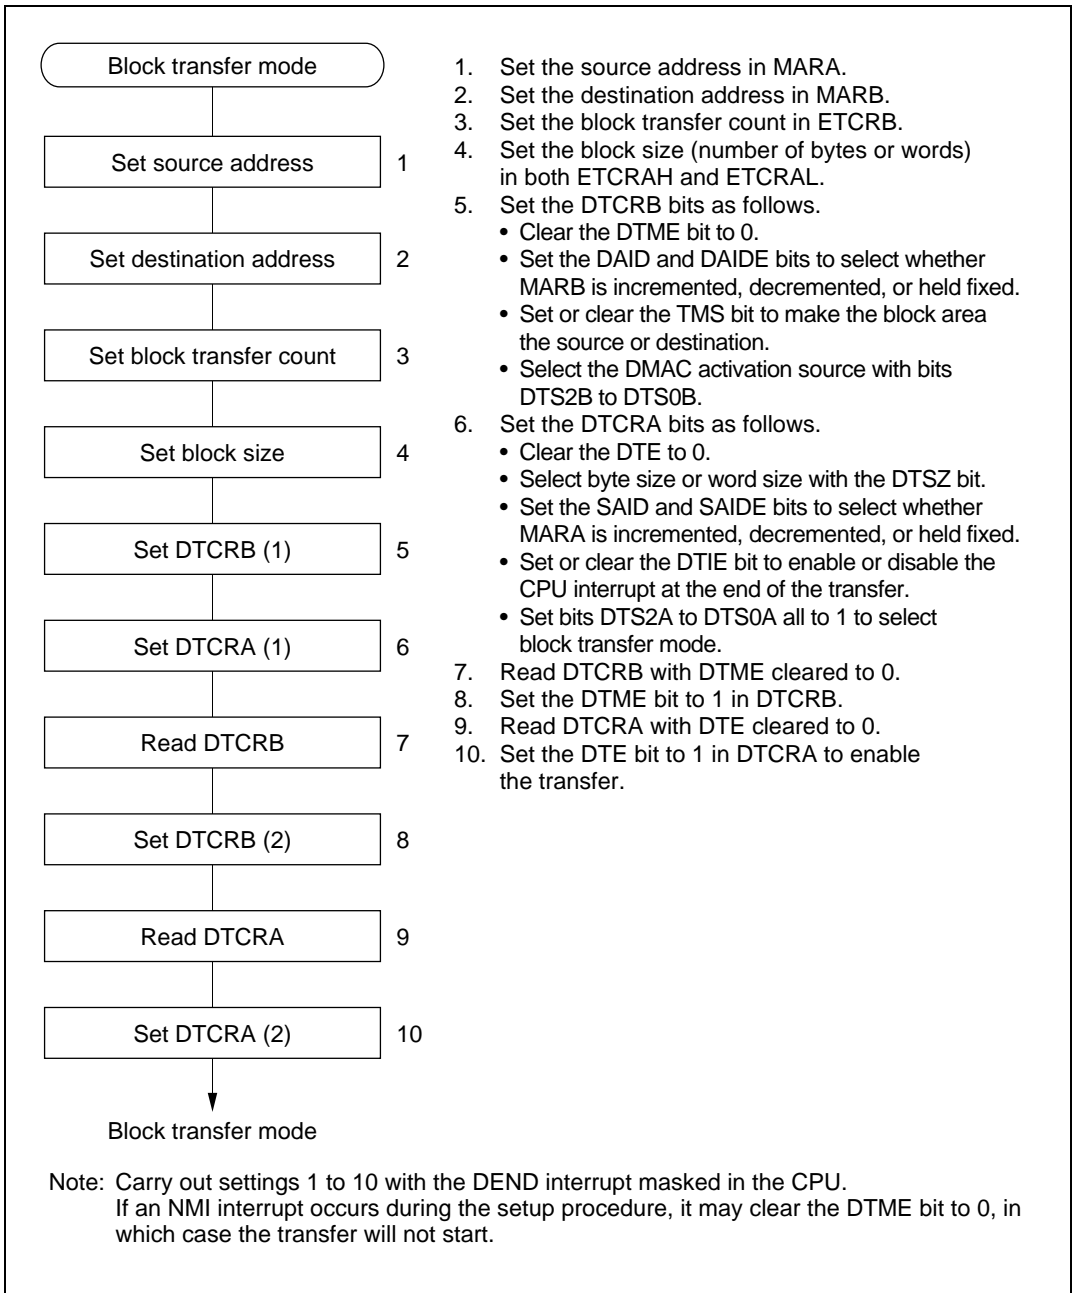 Block transfer mode
Set source address 1
Set destination address 2
Set block transfer count 3
Set block size 4
Set DTCRB (1) 5
Set DTCRA (1) 6
Read DTCRB 7
Set DTCRB (2) 8
Read DTCRA 9
Set DTCRA (2) 10
Block transfer mode
1. Set the source address in MARA.
2. Set the destination address in MARB.
3. Set the block transfer count in ETCRB.
4. Set the block size (number of bytes or words)
in both ETCRAH and ETCRAL.
5. Set the DTCRB bits as follows.
• Clear the DTME bit to 0.
• Set the DAID and DAIDE bits to select whether
MARB is incremented, decremented, or held fixed.
• Set or clear the TMS bit to make the block area
the source or destination.
• Select the DMAC activation source with bits
DTS2B to DTS0B.
6. Set the DTCRA bits as follows.
• Clear the DTE to 0.
• Select byte size or word size with the DTSZ bit.
• Set the SAID and SAIDE bits to select whether
MARA is incremented, decremented, or held fixed.
• Set or clear the DTIE bit to enable or disable the
CPU interrupt at the end of the transfer.
• Set bits DTS2A to DTS0A all to 1 to select
block transfer mode.
7. Read DTCRB with DTME cleared to 0.
8. Set the DTME bit to 1 in DTCRB.
9. Read DTCRA with DTE cleared to 0.
10. Set the DTE bit to 1 in DTCRA to enable
the transfer.
Note: Carry out settings 1 to 10 with the DEND interrupt masked in the CPU.
If an NMI interrupt occurs during the setup procedure, it may clear the DTME bit to 0, in
which case the transfer will not start.